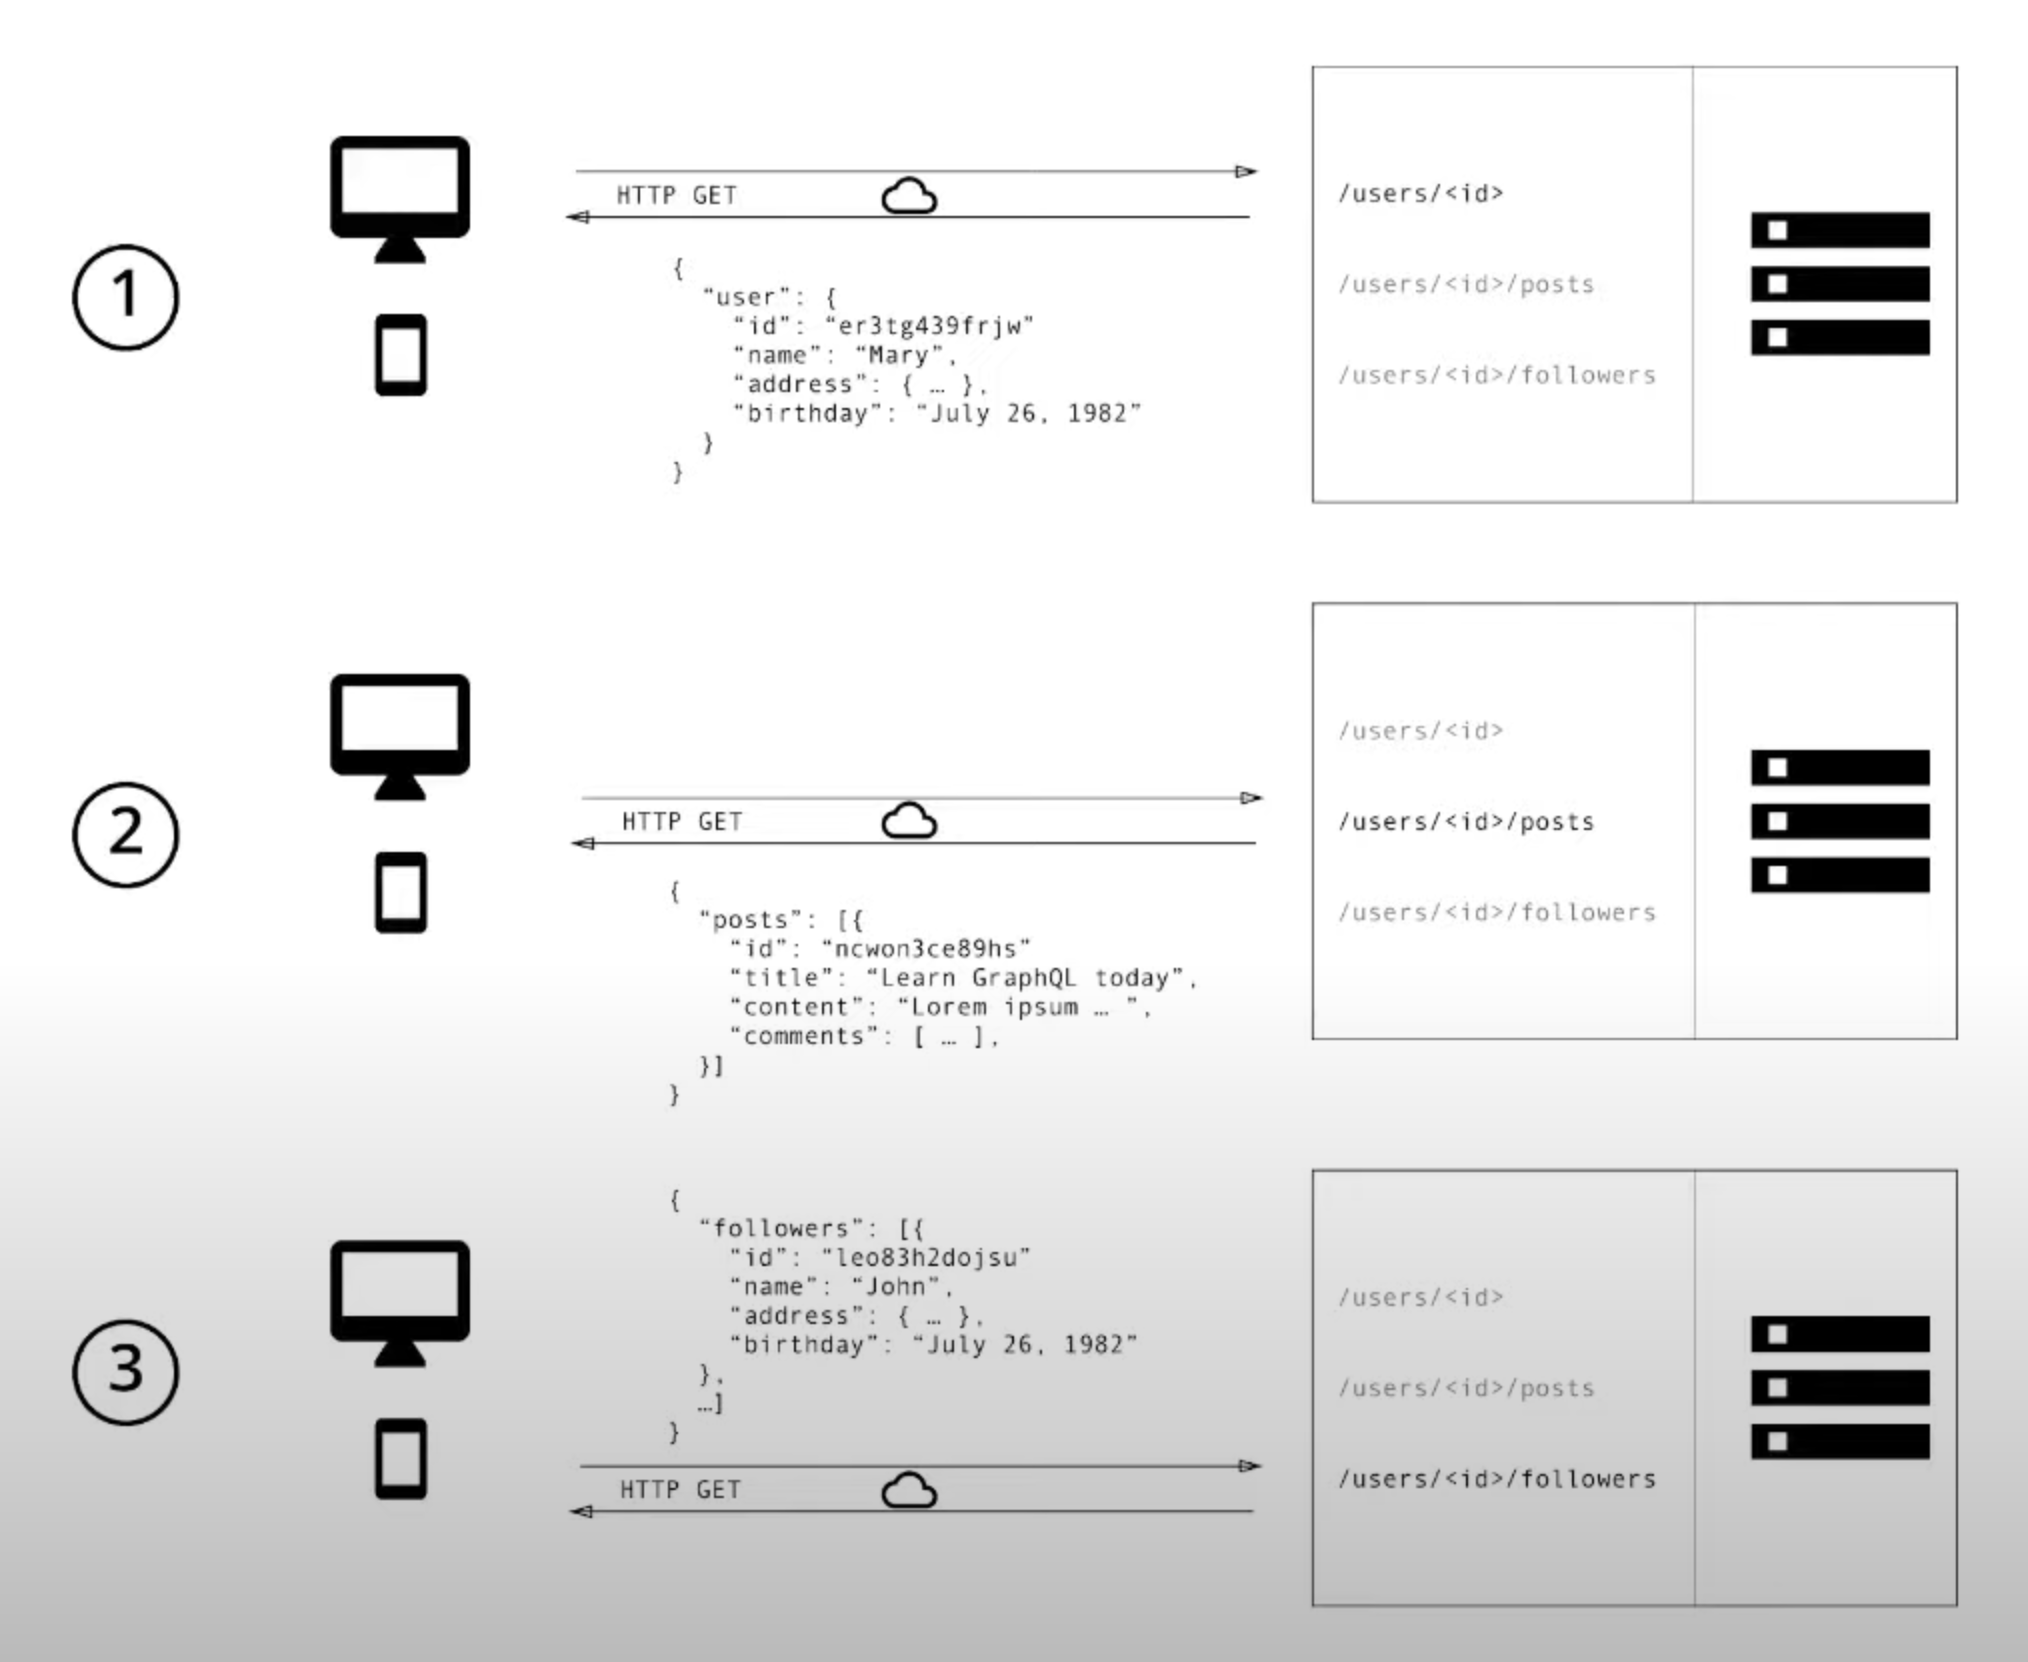 1
HTTP GET
{
“user”: {
“id”: “er3tg439frjw”
“name”: “Mary”,
“address”: { … },
“birthday”: “July 26, 1982”
}
}
/users/<id>
/users/<id>/posts
/users/<id>/followers
2
HTTP GET
{
“posts”: [{
“id”: “ncwon3ce89hs”
“title”: “Learn GraphQL today”,
“content”: “Lorem ipsum … ”,
“comments”: [ … ],
}]
}
/users/<id>
/users/<id>/posts
/users/<id>/followers
3
{
“followers”: [{
“id”: “leo83h2dojsu”
“name”: “John”,
“address”: { … },
“birthday”: “July 26, 1982”
},
…]
}
HTTP GET
/users/<id>
/users/<id>/posts
/users/<id>/followers